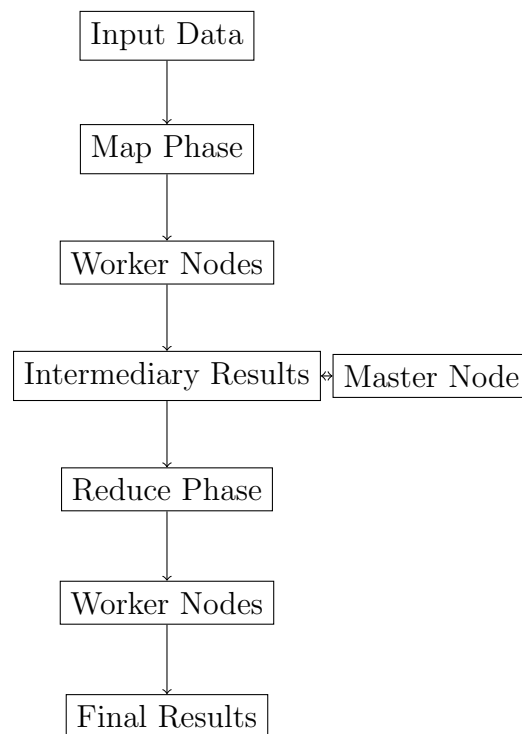 Input Data
Map Phase
Worker Nodes
Intermediary Results
Master Node
Reduce Phase
Worker Nodes
Final Results